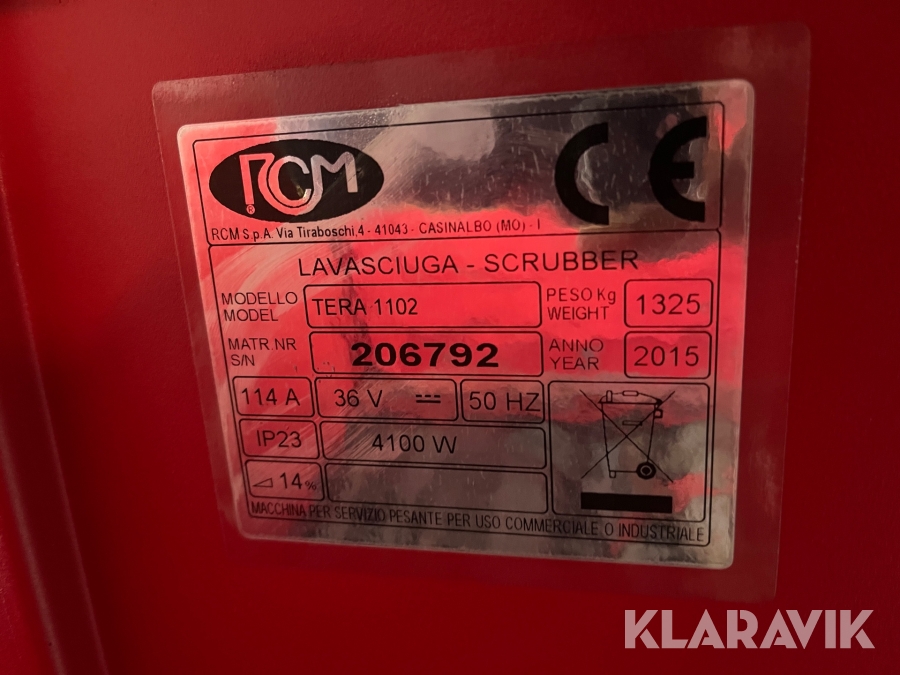 RCM
®
CE
RCM S.p.A. Via Tiraboschi,4 - 41043 - CASINALBO (MO) - I
LAVASCIUGA - SCRUBBER
MODELLO
MODEL
TERA 1102
PESO Kg
WEIGHT
1325
MATR.NR
S/N
206792
ANNO
YEAR
2015
114 A
36 V
50 HZ
IP23
4100 W
14%
MACCHINA PER SERVIZIO PESANTE PER USO COMMERCIALE O INDUSTRIALE
KLARAVIK